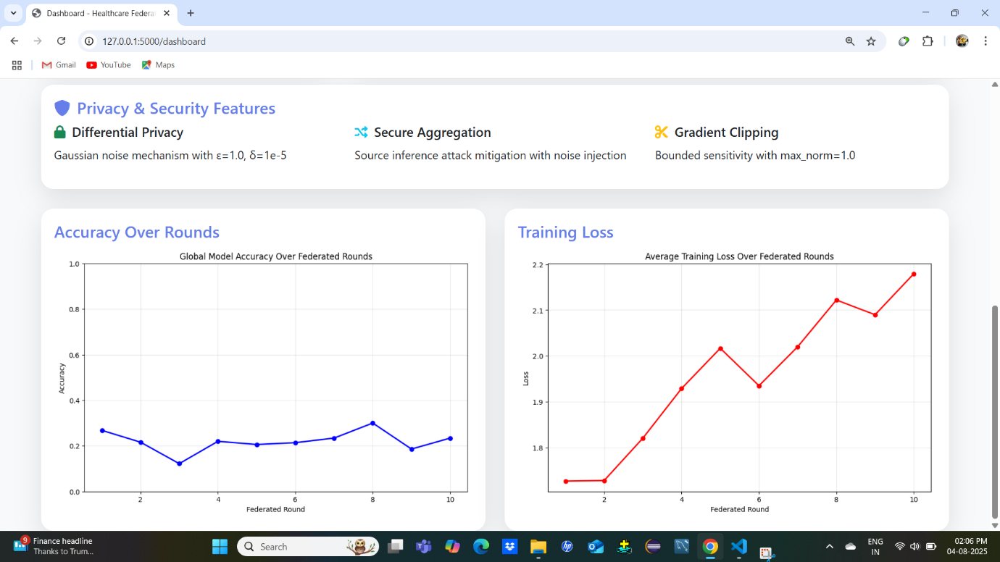 Dashboard - Healthcare Federa
127.0.0.1:5000/dashboard
Gmail
YouTube
Maps
Privacy & Security Features
Differential Privacy
Gaussian noise mechanism with ε=1.0, δ=1e-5
Secure Aggregation
Source inference attack mitigation with noise injection
Gradient Clipping
Bounded sensitivity with max_norm=1.0
Accuracy Over Rounds
Global Model Accuracy Over Federated Rounds
1.0
0.8
0.6
0.4
0.2
0.0
Accuracy
2 4 6 8 10
Federated Round
Training Loss
Average Training Loss Over Federated Rounds
2.2
2.1
2.0
1.9
1.8
Loss
2 4 6 8 10
Federated Round
9
Finance headline
Thanks to Trum...
Search
hp
ENG
IN
02:06 PM
04-08-2025